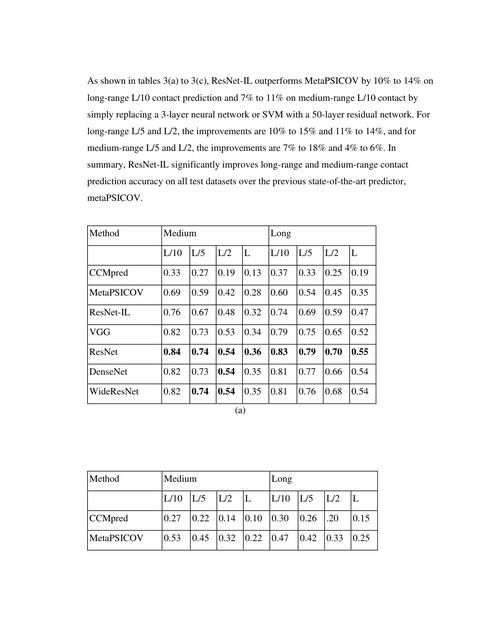 As shown in tables 3(a) to 3(c), ResNet-IL outperforms MetaPSICOV by 10% to 14% on
long-range L/10 contact prediction and 7% to 11% on medium-range L/10 contact by
simply replacing a 3-layer neural network or SVM with a 50-layer residual network. For
long-range L/5 and L/2, the improvements are 10% to 15% and 11% to 14%, and for
medium-range L/5 and L/2, the improvements are 7% to 18% and 4% to 6%. In
summary, ResNet-IL significantly improves long-range and medium-range contact
prediction accuracy on all test datasets over the previous state-of-the-art predictor,
metaPSICOV.
Method Medium Long
L/10 L/5 L/2 L L/10 L/5 L/2 L
CCMpred 0.33 0.27 0.19 0.13 0.37 0.33 0.25 0.19
MetaPSICOV 0.69 0.59 0.42 0.28 0.60 0.54 0.45 0.35
ResNet-IL 0.76 0.67 0.48 0.32 0.74 0.69 0.59 0.47
VGG 0.82 0.73 0.53 0.34 0.79 0.75 0.65 0.52
ResNet 0.84 0.74 0.54 0.36 0.83 0.79 0.70 0.55
DenseNet 0.82 0.73 0.54 0.35 0.81 0.77 0.66 0.54
WideResNet 0.82 0.74 0.54 0.35 0.81 0.76 0.68 0.54
(a)
Method Medium Long
L/10 L/5 L/2 L L/10 L/5 L/2 L
CCMpred 0.27 0.22 0.14 0.10 0.30 0.26 .20 0.15
MetaPSICOV 0.53 0.45 0.32 0.22 0.47 0.42 0.33 0.25